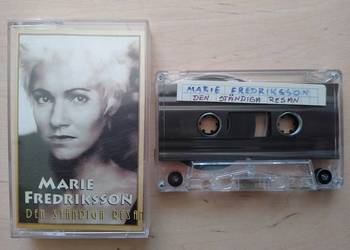 MARIE
FREDRIKSSON
DEN STÄNDIGA RESAN
MARIE FREDRIKSSON
DEN STÄNDIGA RESAN